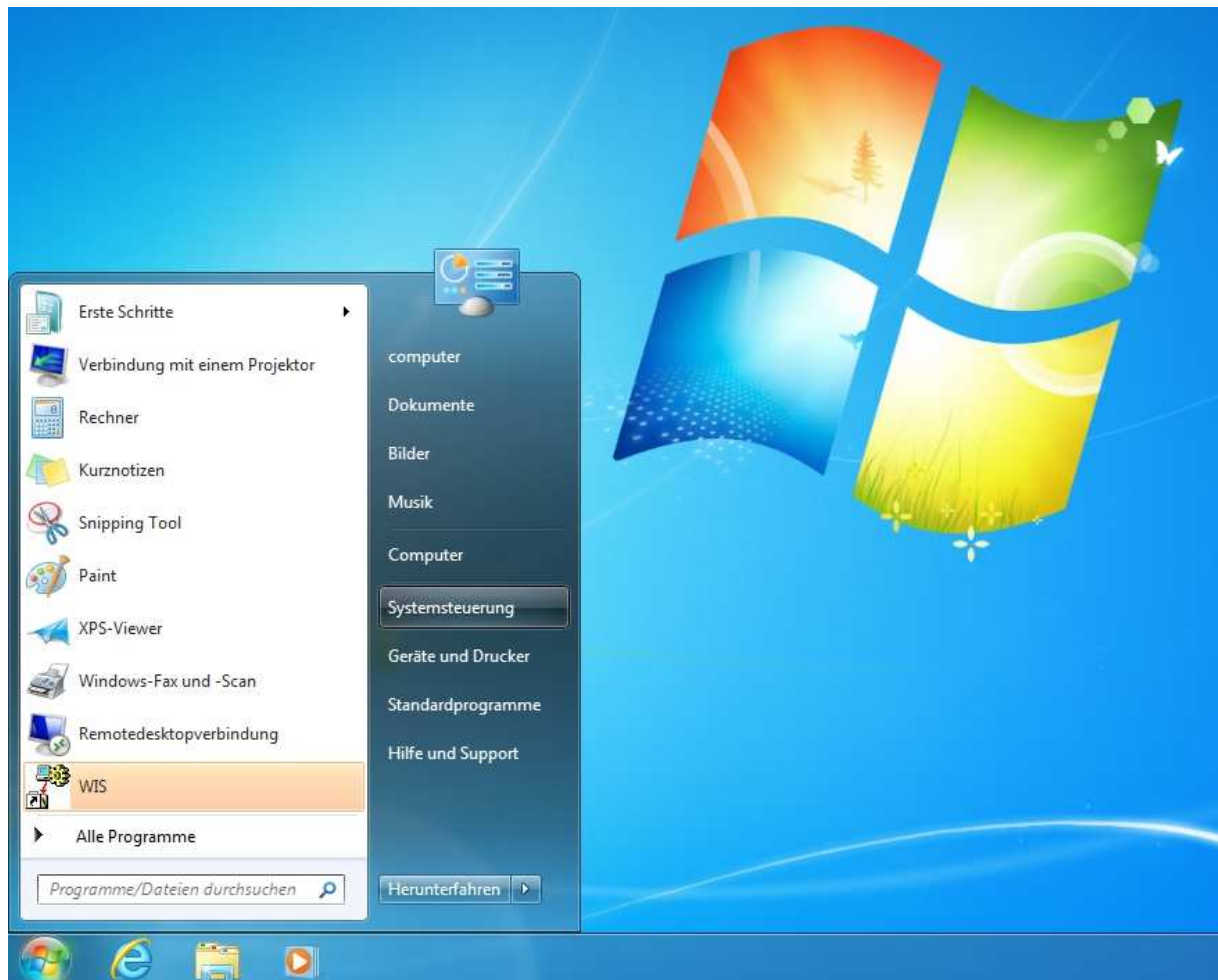 Erste Schritte
Verbindung mit einem Projektor
Rechner
Kurznotizen
Snipping Tool
Paint
XPS-Viewer
Windows-Fax und -Scan
Remotedesktopverbindung
WIS
Alle Programme
Programme/Dateien durchsuchen
computer
Dokumente
Bilder
Musik
Computer
Systemsteuerung
Geräte und Drucker
Standardprogramme
Hilfe und Support
Herunterfahren